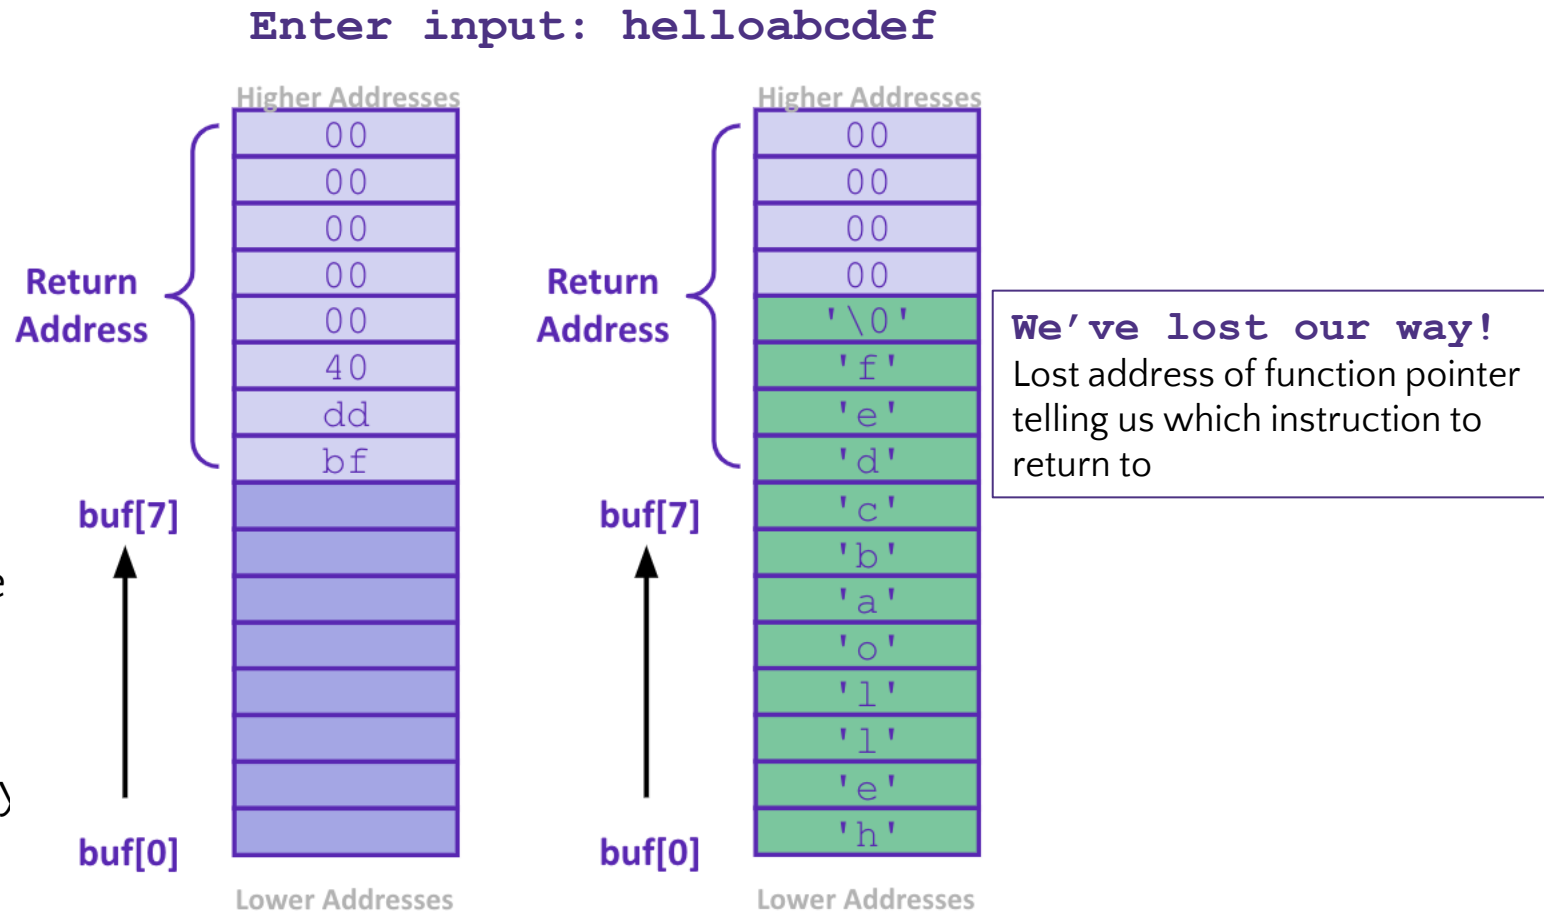 Enter input: helloabcdef
Higher Addresses
00
00
00
00
00
40
dd
bf
Return
Address
buf[7]
buf[0]
Lower Addresses
e
y
Higher Addresses
00
00
00
00
'\0'
'f'
'e'
'd'
'c'
'b'
'a'
'o'
'l'
'l'
'e'
'h'
Return
Address
buf[7]
buf[0]
Lower Addresses
We’ve lost our way!
Lost address of function pointer
telling us which instruction to
return to